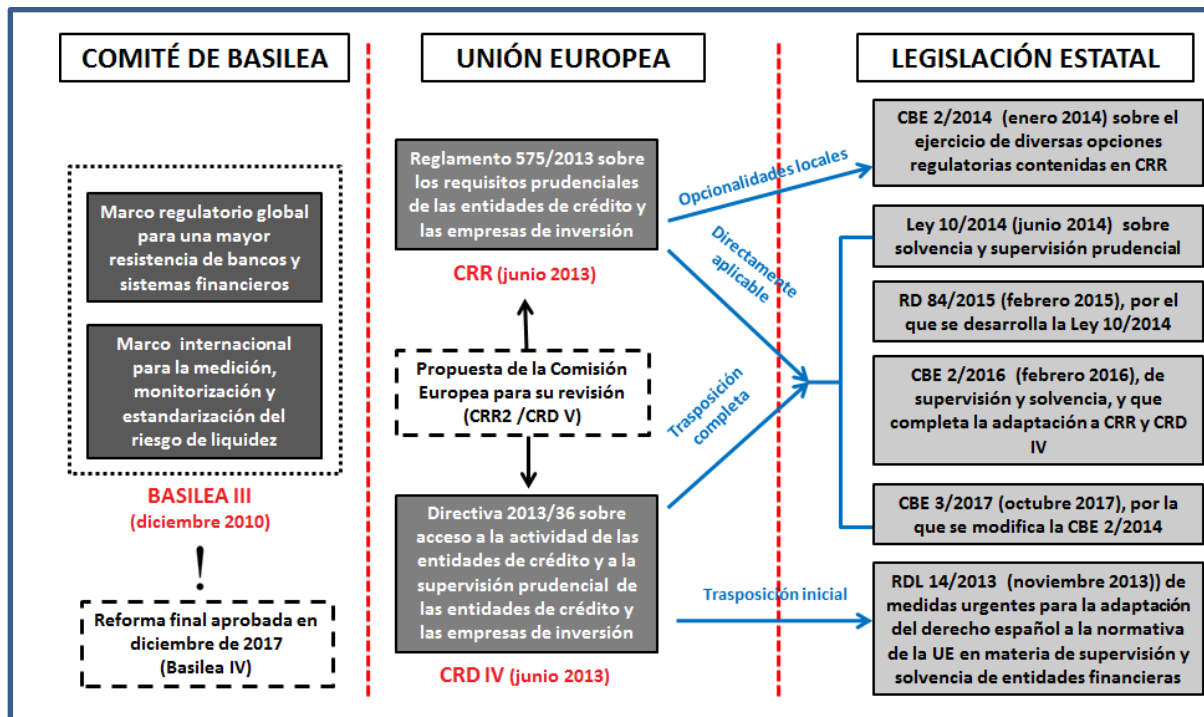 COMITÉ DE BASILEA
Marco regulatorio global
para una mayor
resistencia de bancos y
sistemas financieros
Marco internacional
para la medición,
monitorización y
estandarización del
riesgo de liquidez
BASILEA III
(diciembre 2010)
!
Reforma final aprobada en
diciembre de 2017
(Basilea IV)
UNIÓN EUROPEA
Reglamento 575/2013 sobre
los requisitos prudenciales
de las entidades de crédito y
las empresas de inversión
CRR (junio 2013)
Propuesta de la Comisión
Europea para su revisión
(CRR2 /CRD V)
Directiva 2013/36 sobre
acceso a la actividad de las
entidades de crédito y a la
supervisión prudencial de
las entidades de crédito y
las empresas de inversión
CRD IV (junio 2013)
Opcionalidades locales
Directamente
aplicable
Trasposición
completa
Trasposición inicial
LEGISLACIÓN ESTATAL
CBE 2/2014 (enero 2014) sobre el
ejercicio de diversas opciones
regulatorias contenidas en CRR
Ley 10/2014 (junio 2014) sobre
solvencia y supervisión prudencial
RD 84/2015 (febrero 2015), por el
que se desarrolla la Ley 10/2014
CBE 2/2016 (febrero 2016), de
supervisión y solvencia, y que
completa la adaptación a CRR y CRD
IV
CBE 3/2017 (octubre 2017), por la
que se modifica la CBE 2/2014
RDL 14/2013 (noviembre 2013)) de
medidas urgentes para la adaptación
del derecho español a la normativa
de la UE en materia de supervisión y
solvencia de entidades financieras